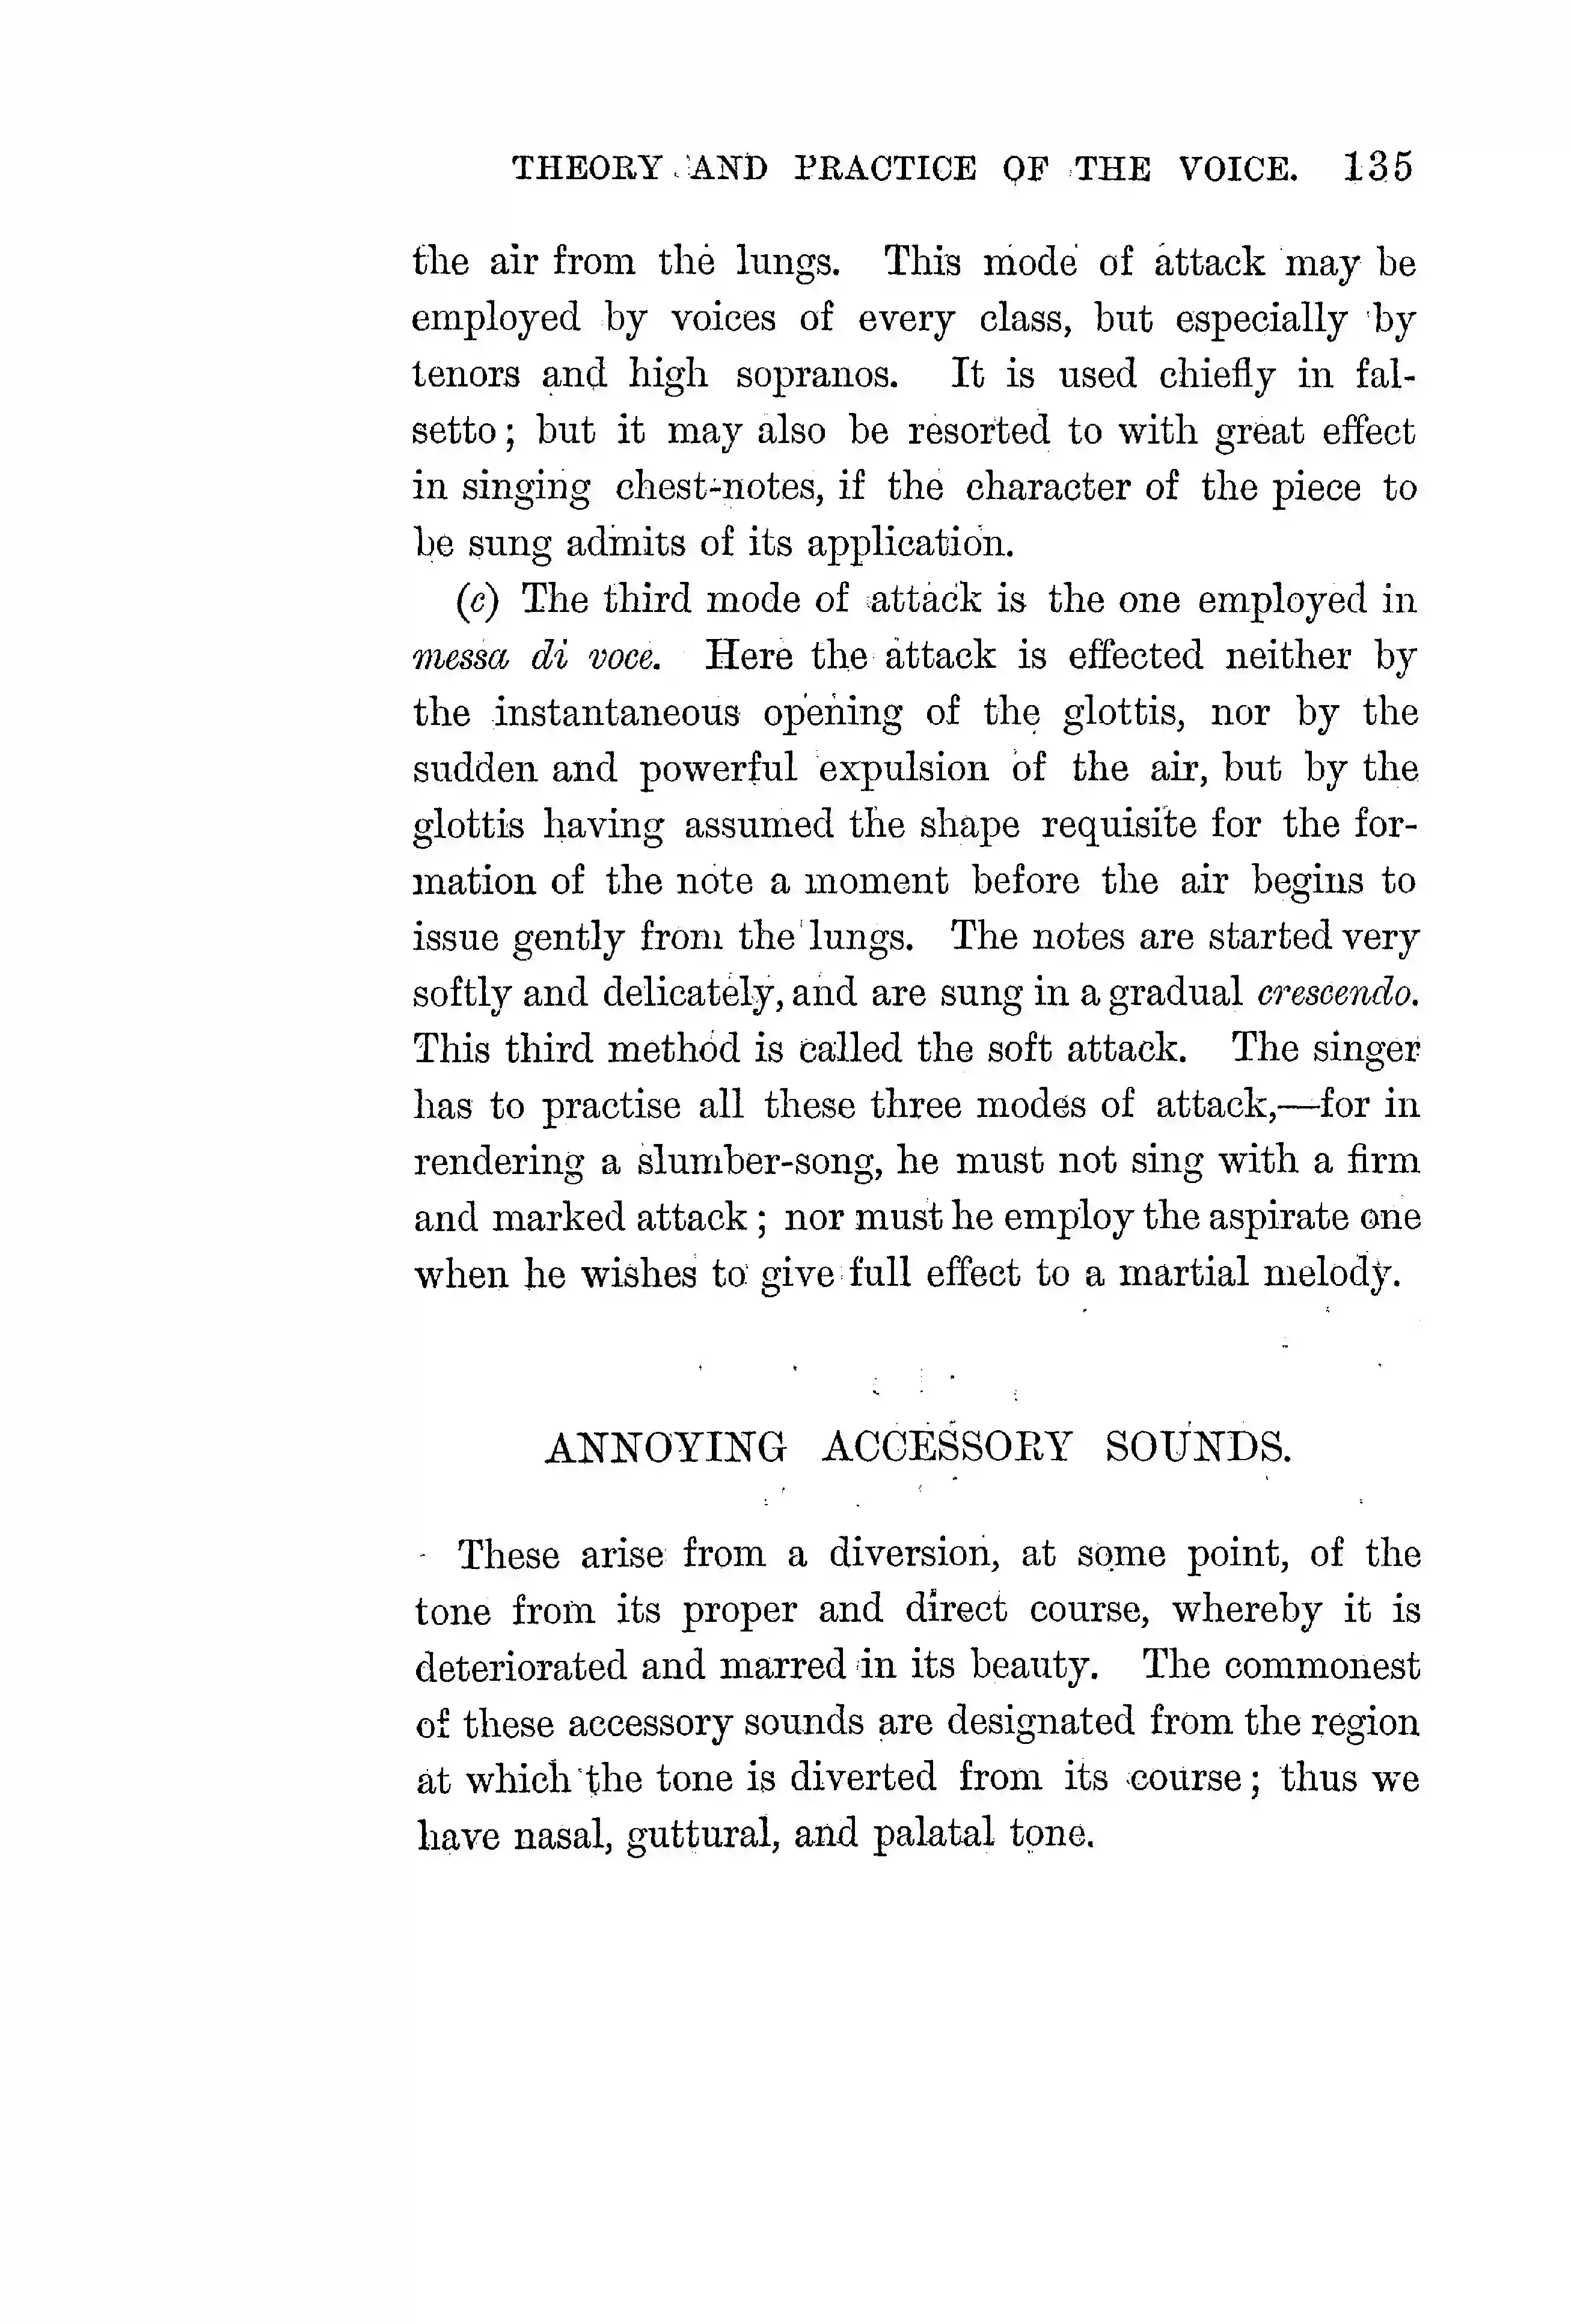 THEORY AND PRACTICE OF THE VOICE. 135
the air from the lungs. This mode of attack may be
employed by voices of every class, but especially by
tenors and high sopranos. It is used chiefly in fal-
setto; but it may also be resorted to with great effect
in singing chest-notes, if the character of the piece to
be sung admits of its application.
(c) The third mode of attack is the one employed in
messa di voce. Here the attack is effected neither by
the instantaneous opening of the glottis, nor by the
sudden and powerful expulsion of the air, but by the
glottis having assumed the shape requisite for the for-
mation of the note a moment before the air begins to
issue gently from the lungs. The notes are started very
softly and delicately, and are sung in a gradual crescendo.
This third method is called the soft attack. The singer
has to practise all these three modes of attack,—for in
rendering a slumber-song, he must not sing with a firm
and marked attack; nor must he employ the aspirate one
when he wishes to give full effect to a martial melody.
ANNOYING ACCESSORY SOUNDS.
These arise from a diversion, at some point, of the
tone from its proper and direct course, whereby it is
deteriorated and marred in its beauty. The commonest
of these accessory sounds are designated from the region
at which the tone is diverted from its course; thus we
have nasal, guttural, and palatal tone.